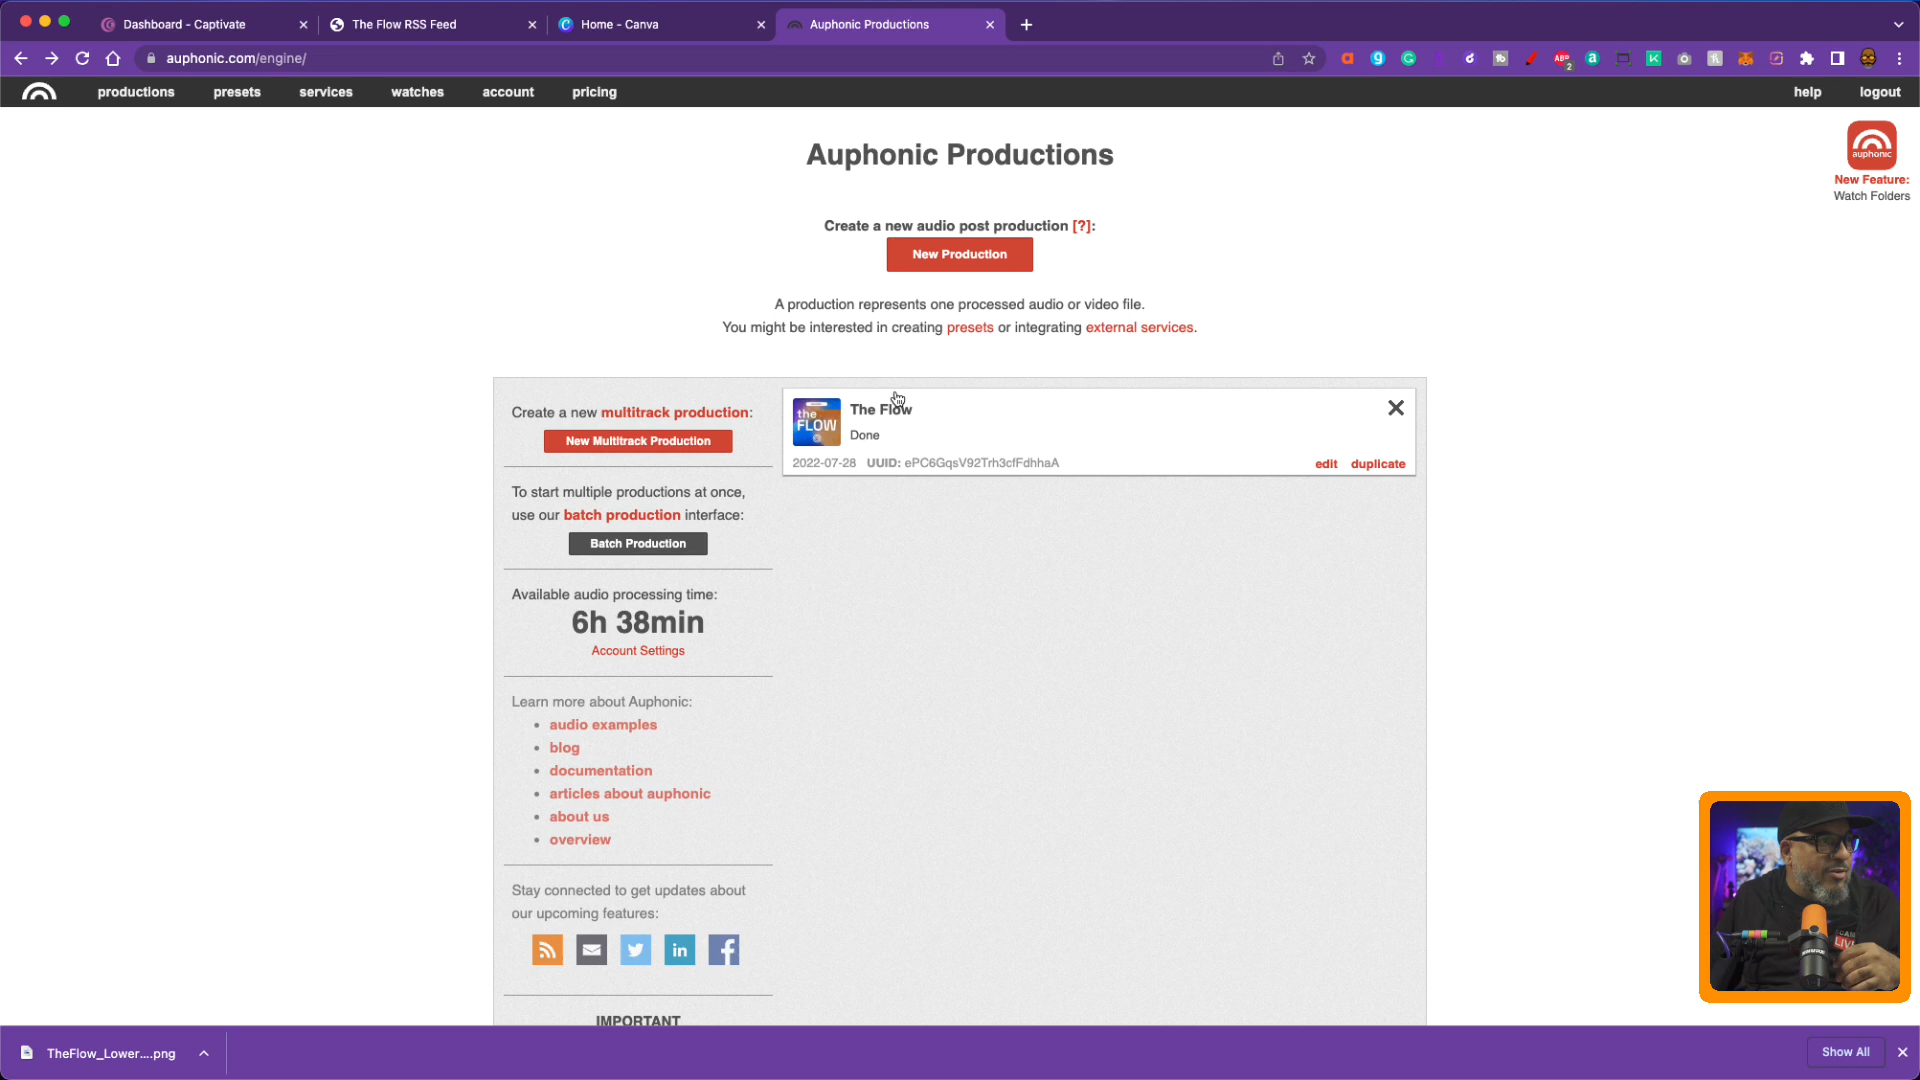 Dashboard - Captivate
The Flow RSS Feed
Home - Canva
Auphonic Productions
auphonic.com/engine/
productions
presets
services
watches
account
pricing
help
logout
Auphonic Productions
auphonic
New Feature:
Watch Folders
Create a new audio post production [?]:
New Production
A production represents one processed audio or video file.
You might be interested in creating presets or integrating external services.
Create a new multitrack production:
New Multitrack Production
the
FLOW
The Flow
Done
2022-07-28 UUID: ePC6GqsV92Trh3cfFdhhaA
edit
duplicate
To start multiple productions at once,
use our batch production interface:
Batch Production
Available audio processing time:
6h 38min
Account Settings
Learn more about Auphonic:
audio examples
blog
documentation
articles about auphonic
about us
overview
Stay connected to get updates about
our upcoming features:
IMPORTANT
TheFlow_Lower....png
Show All